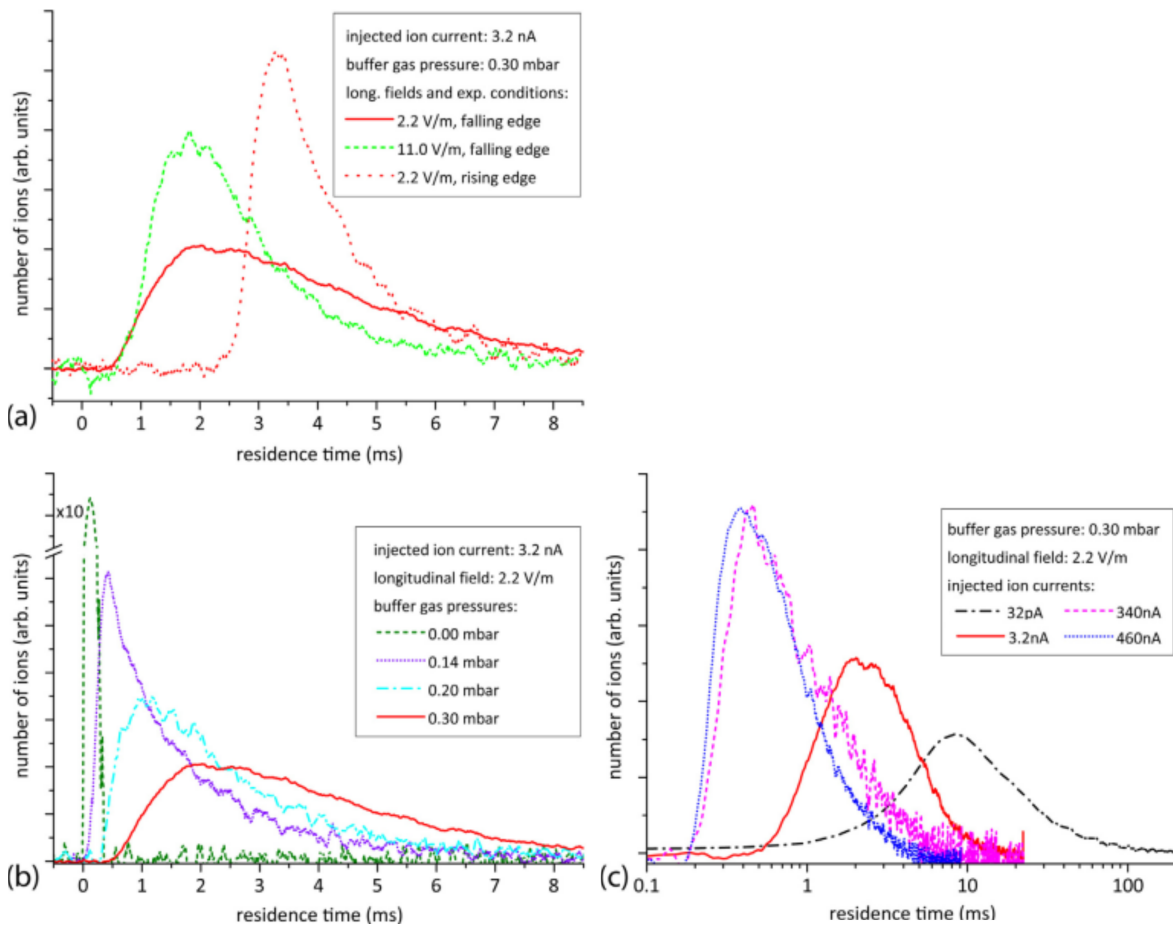 injected ion current: 3.2 nA
buffer gas pressure: 0.30 mbar
long. fields and exp. conditions:
2.2 V/m, falling edge
11.0 V/m, falling edge
2.2 V/m, rising edge
number of ions (arb. units)
0 1 2 3 4 5 6 7 8
(a)
residence time (ms)
x10
injected ion current: 3.2 nA
longitudinal field: 2.2 V/m
buffer gas pressures:
0.00 mbar
0.14 mbar
0.20 mbar
0.30 mbar
number of ions (arb. units)
0 1 2 3 4 5 6 7 8
(b)
residence time (ms)
buffer gas pressure: 0.30 mbar
longitudinal field: 2.2 V/m
injected ion currents:
32pA 340nA
3.2nA 460nA
number of ions (arb. units)
(c)
0.1 1 10 100
residence time (ms)